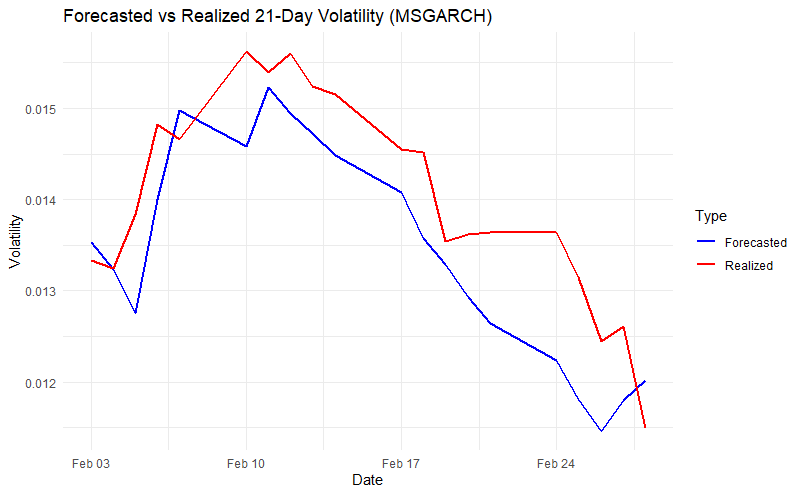 Forecasted vs Realized 21-Day Volatility (MSGARCH)
Volatility
0.015
0.014
0.013
0.012
Feb 03
Feb 10
Feb 17
Feb 24
Date
Type
Forecasted
Realized